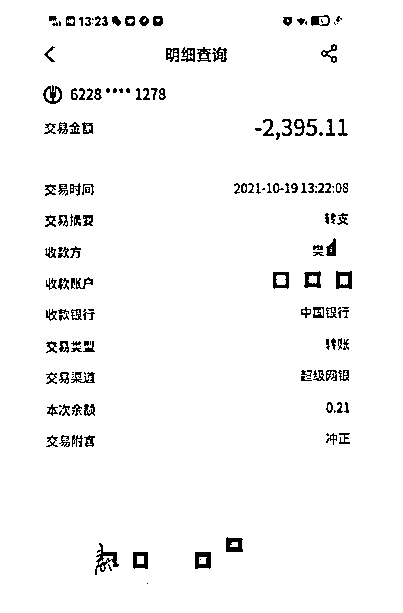 13:23
明细查询
6228 **** 1278
交易金额 -2,395.11
交易时间 2021-10-19 13:22:08
交易摘要 转支
收款方 樊
收款账户
收款银行 中国银行
交易类型 转账
交易渠道 超级网银
本次余额 0.21
交易附言 冲正